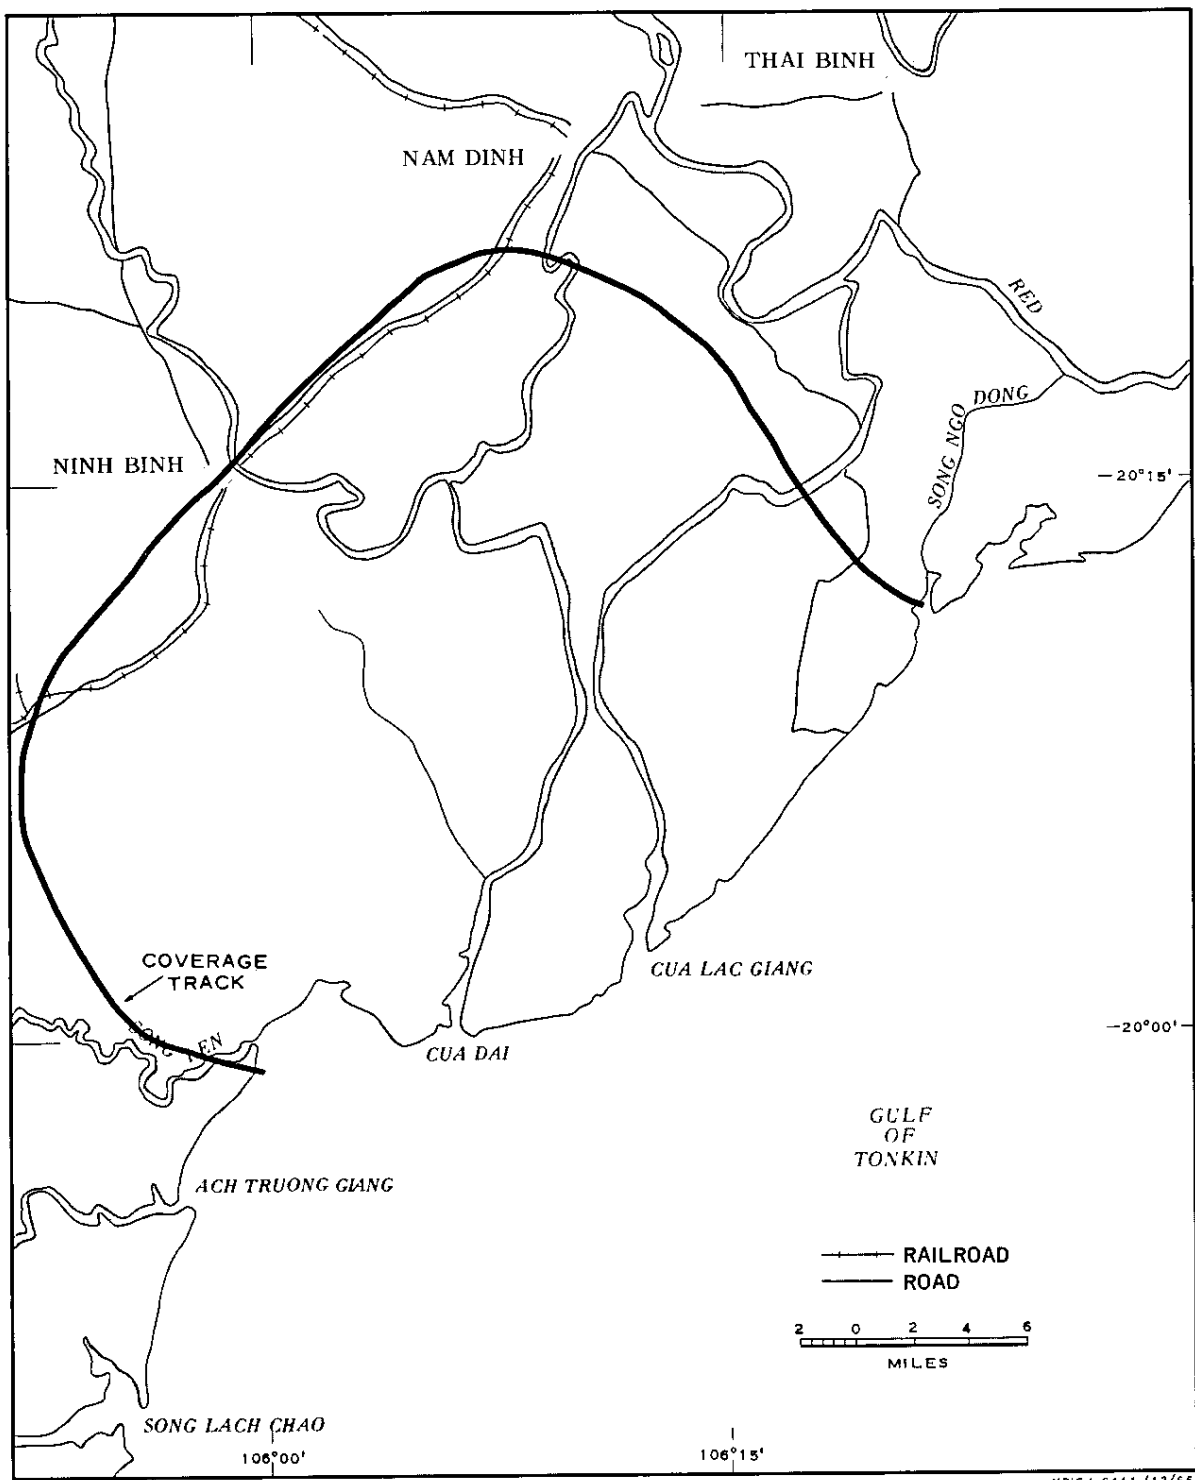 THAI BINH
NAM DINH
RED
SONG NGO
DONG
NINH BINH
—20°15'
COVERAGE
TRACK
CUA LAC GIANG
—20°00'
CUA DAI
GULF
OF
TONKIN
ACH TRUONG GIANG
RAILROAD
ROAD
2 0 2 4 6
MILES
SONG LACH CHAO
106°00'
106°15'